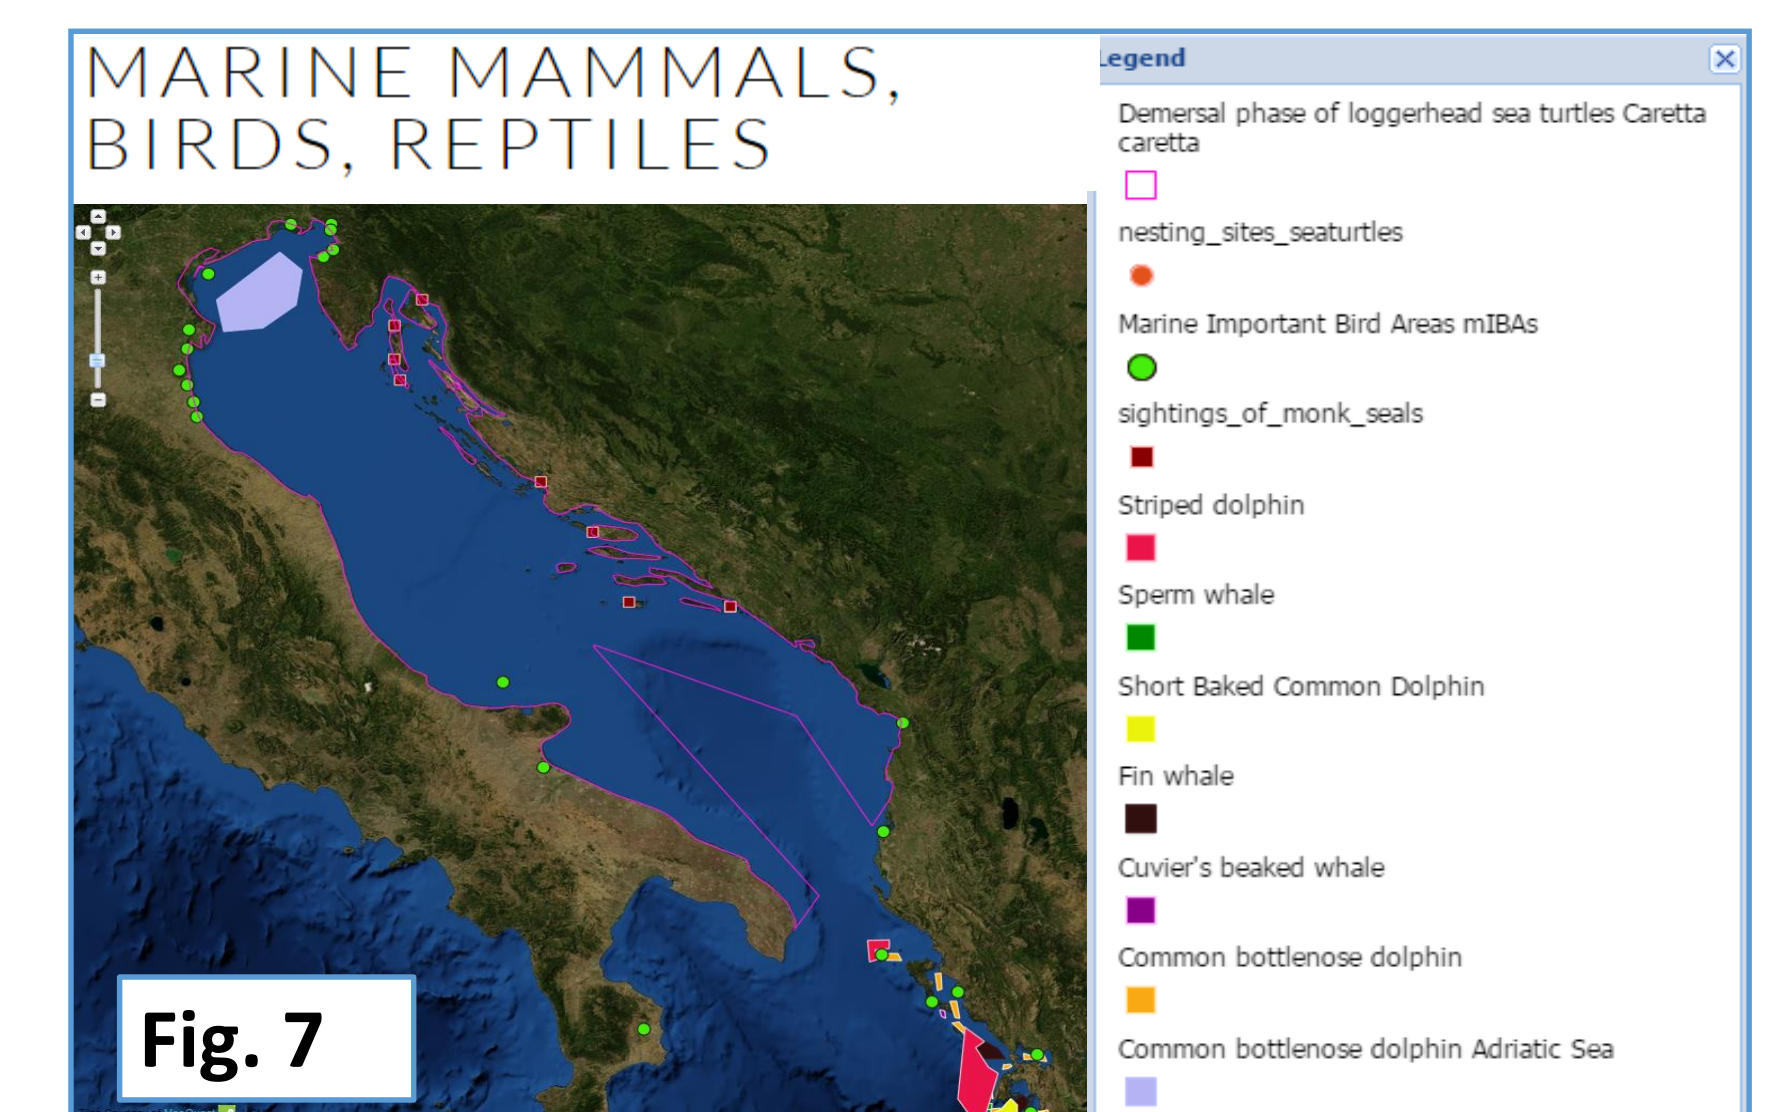 MARINE MAMMALS,
BIRDS, REPTILES
Legend
Demersal phase of loggerhead sea turtles Caretta
caretta
nesting_sites_seaturtles
Marine Important Bird Areas mIBAs
sightings_of_monk_seals
Striped dolphin
Sperm whale
Short Baked Common Dolphin
Fin whale
Cuvier's beaked whale
Common bottlenose dolphin
Common bottlenose dolphin Adriatic Sea
Fig. 7